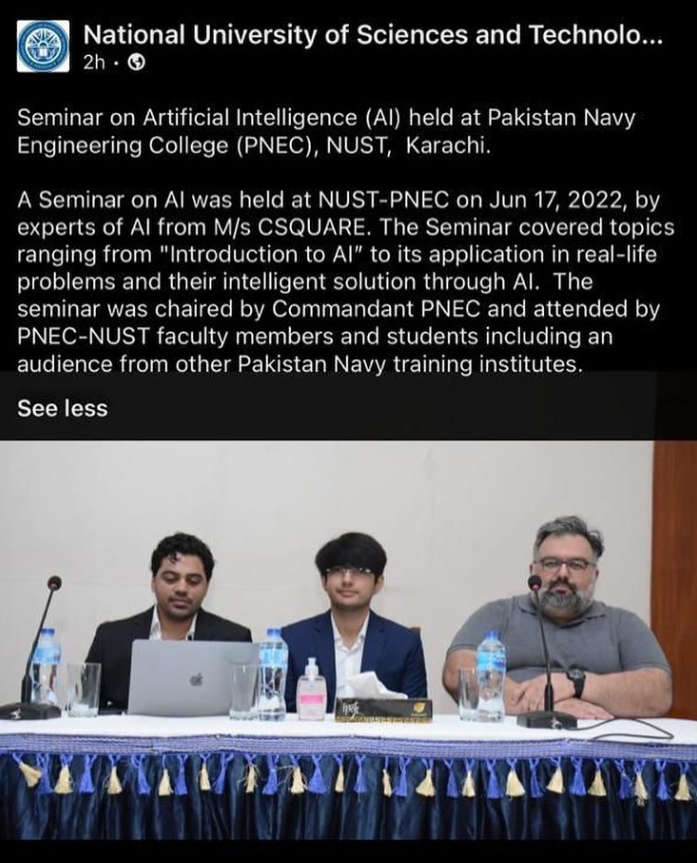 National University of Sciences and Technolo...
2h ·
Seminar on Artificial Intelligence (AI) held at Pakistan Navy
Engineering College (PNEC), NUST, Karachi.
A Seminar on AI was held at NUST-PNEC on Jun 17, 2022, by
experts of AI from M/s CSQUARE. The Seminar covered topics
ranging from "Introduction to AI” to its application in real-life
problems and their intelligent solution through AI. The
seminar was chaired by Commandant PNEC and attended by
PNEC-NUST faculty members and students including an
audience from other Pakistan Navy training institutes.
See less